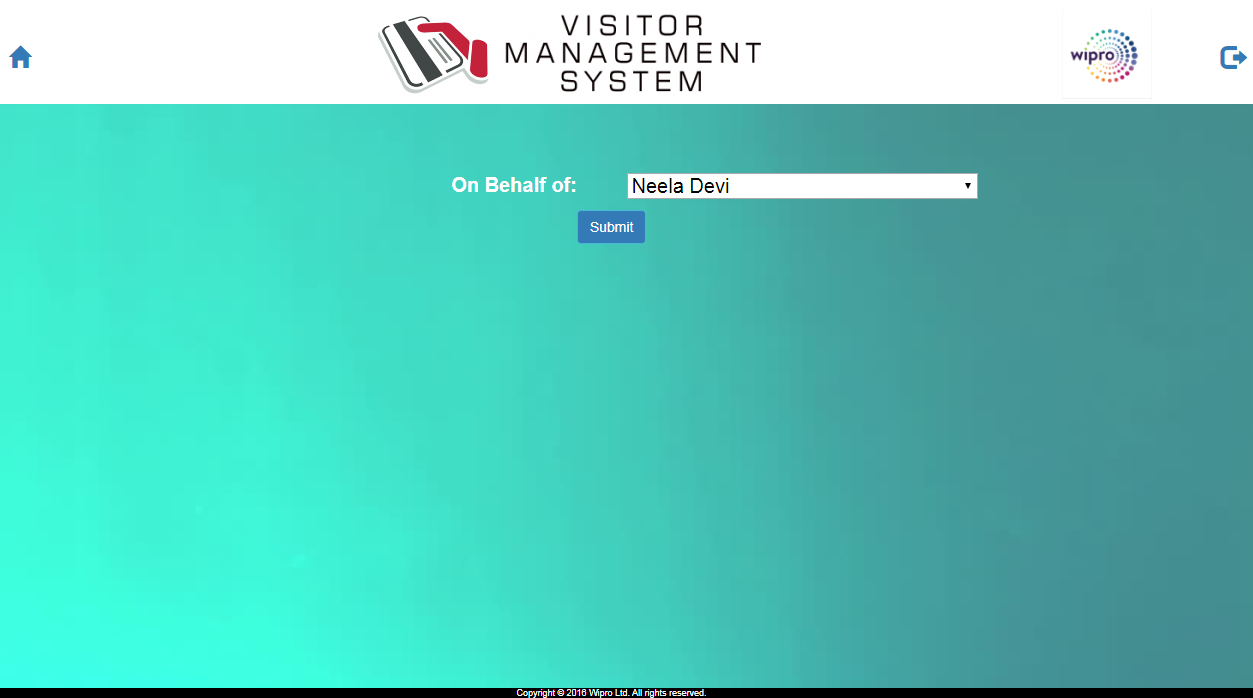 VISITOR
MANAGEMENT
SYSTEM
wipro
On Behalf of:
Neela Devi
Submit
Copyright © 2016 Wipro Ltd. All rights reserved.